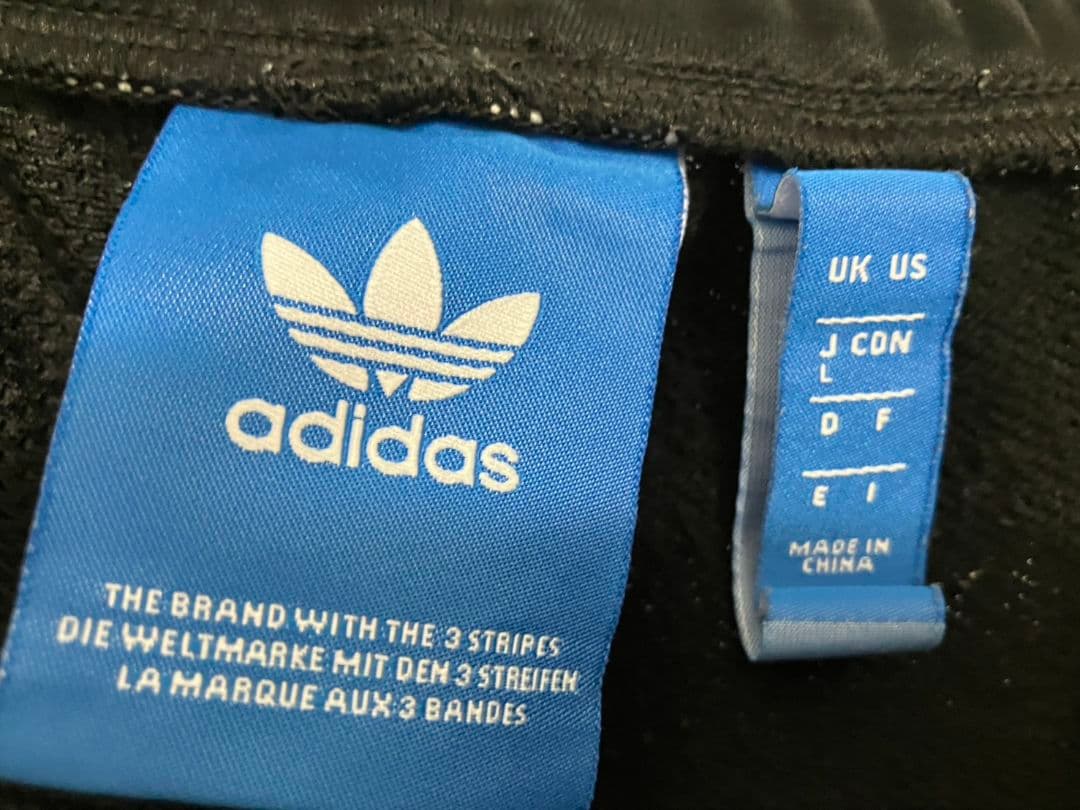 adidas
THE BRAND WITH THE 3 STRIPES
DIE WELTMARKE MIT DEN 3 STREIFEN
LA MARQUE AUX 3 BANDES
UK US
J CDN
L
D F
E I
MADE IN
CHINA